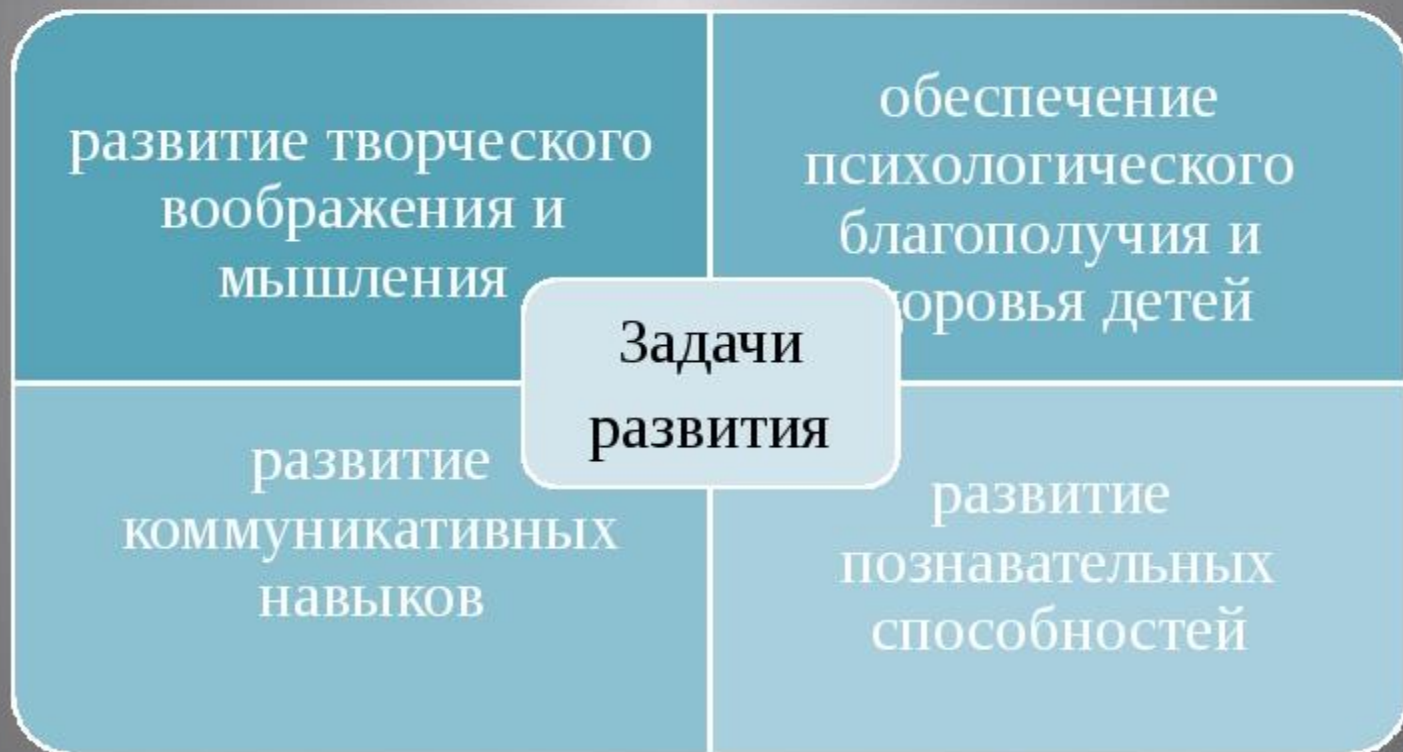 развитие творческого
воображения и
мышления
обеспечение
психологического
благополучия и
детей
Задачи
развития
развитие
коммуникативных
навыков
развитие
познавательных
способностей